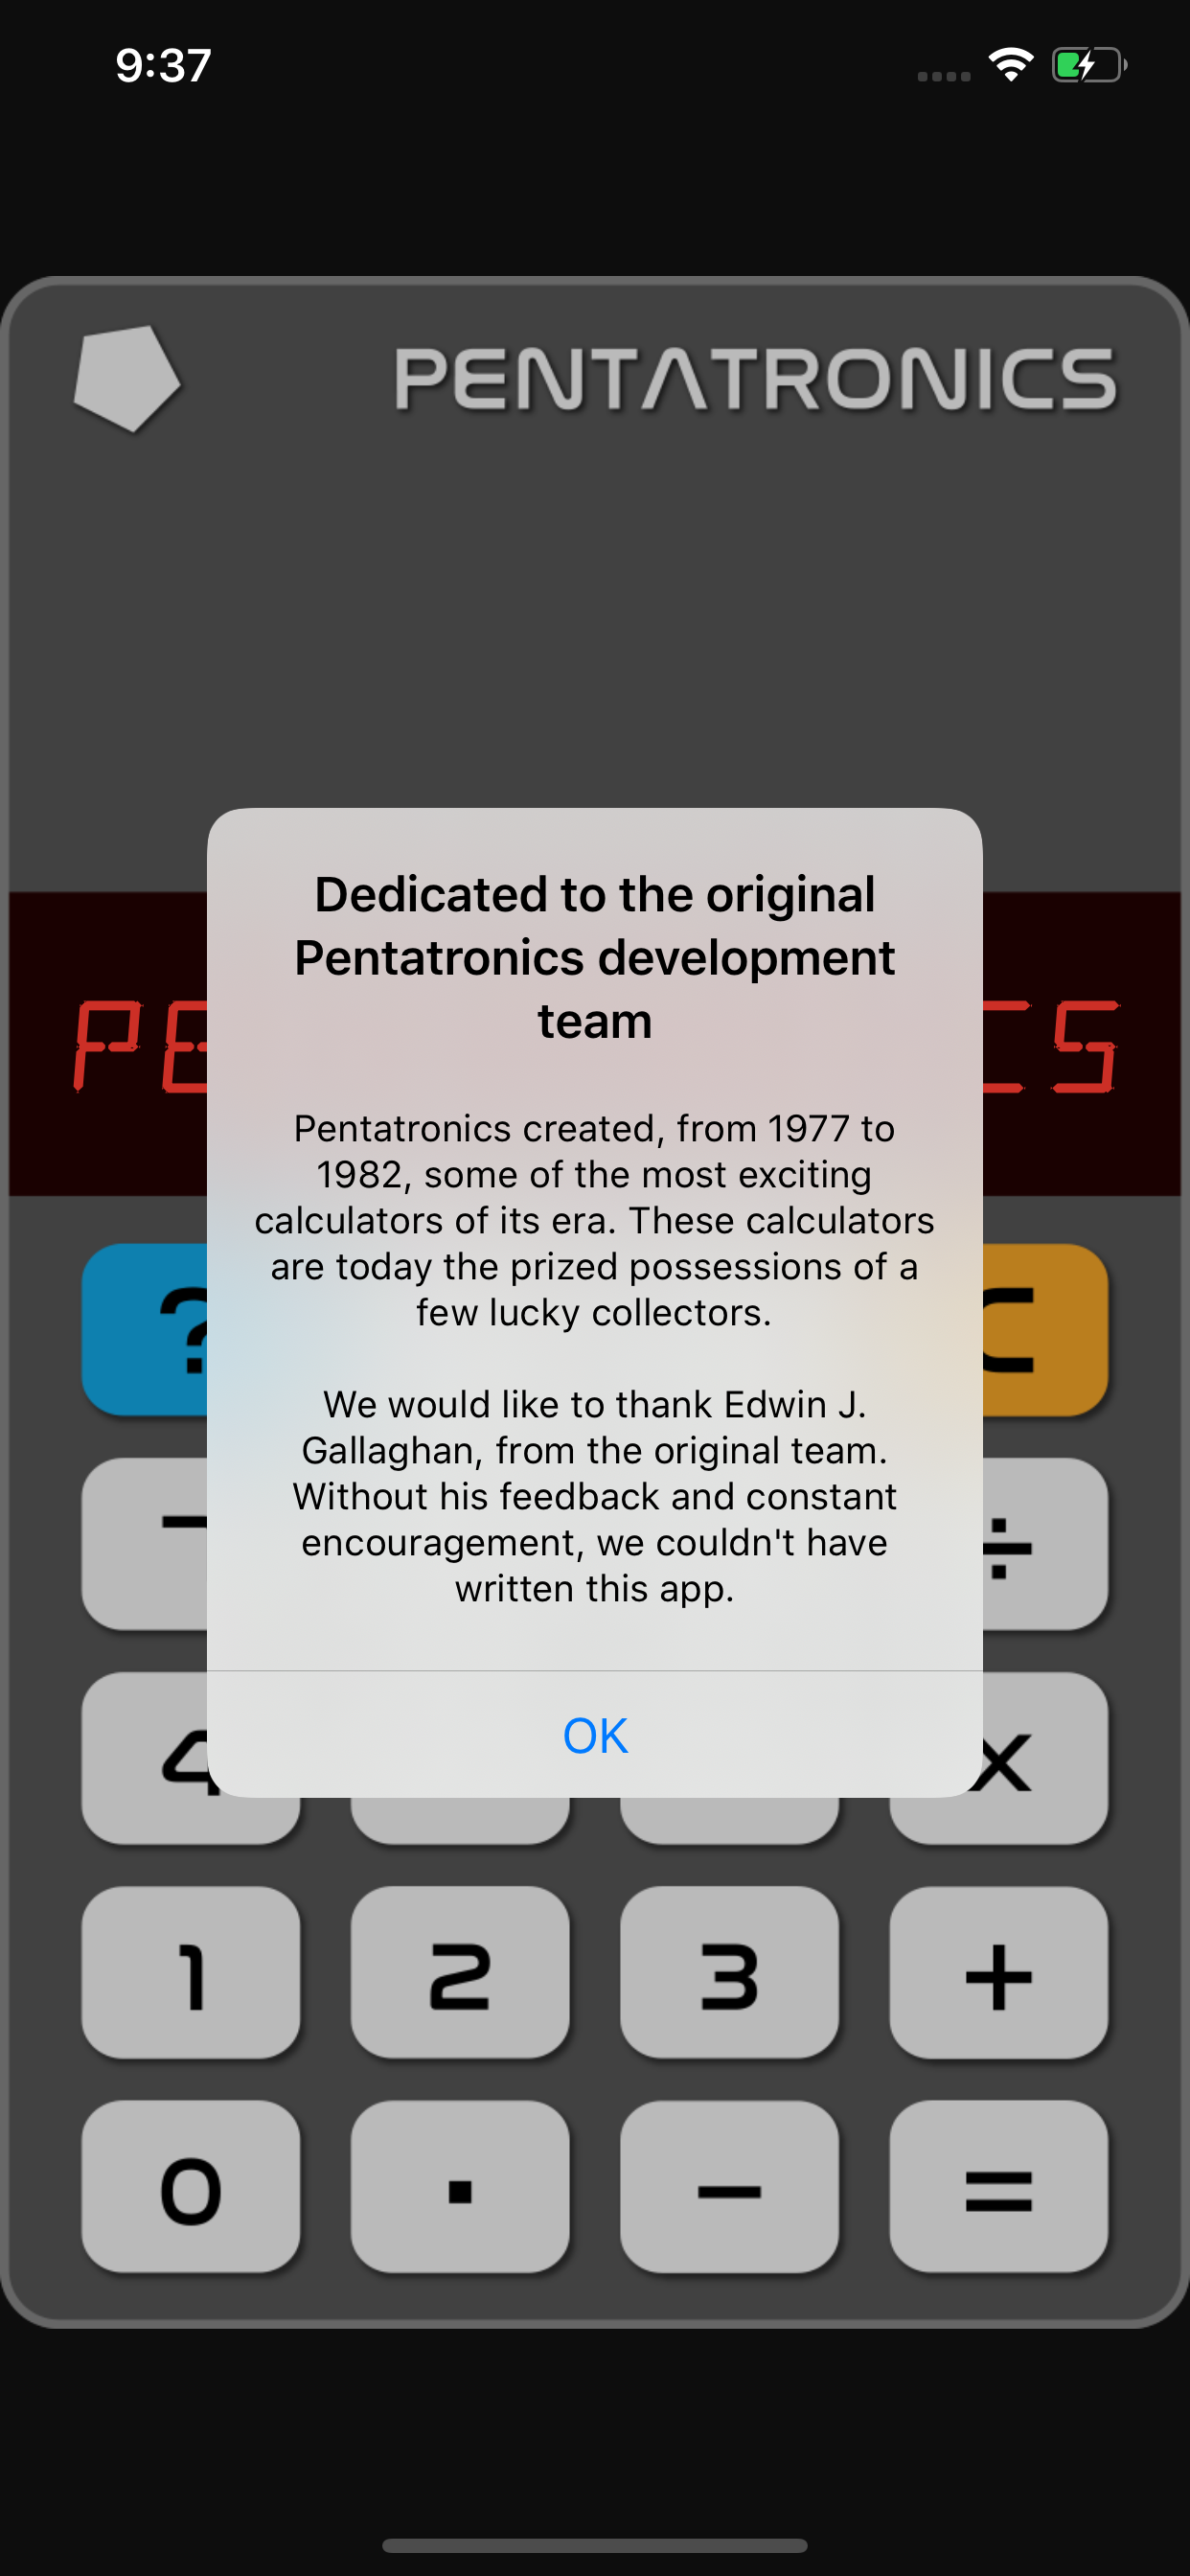 9:37
PENTATRONICS
Dedicated to the original
Pentatronics development
team
Pentatronics created, from 1977 to
1982, some of the most exciting
calculators of its era. These calculators
are today the prized possessions of a
few lucky collectors.
We would like to thank Edwin J.
Gallaghan, from the original team.
Without his feedback and constant
encouragement, we couldn't have
written this app.
OK
PE CS
? C
÷
4 x
1 2 3 +
0 . − =